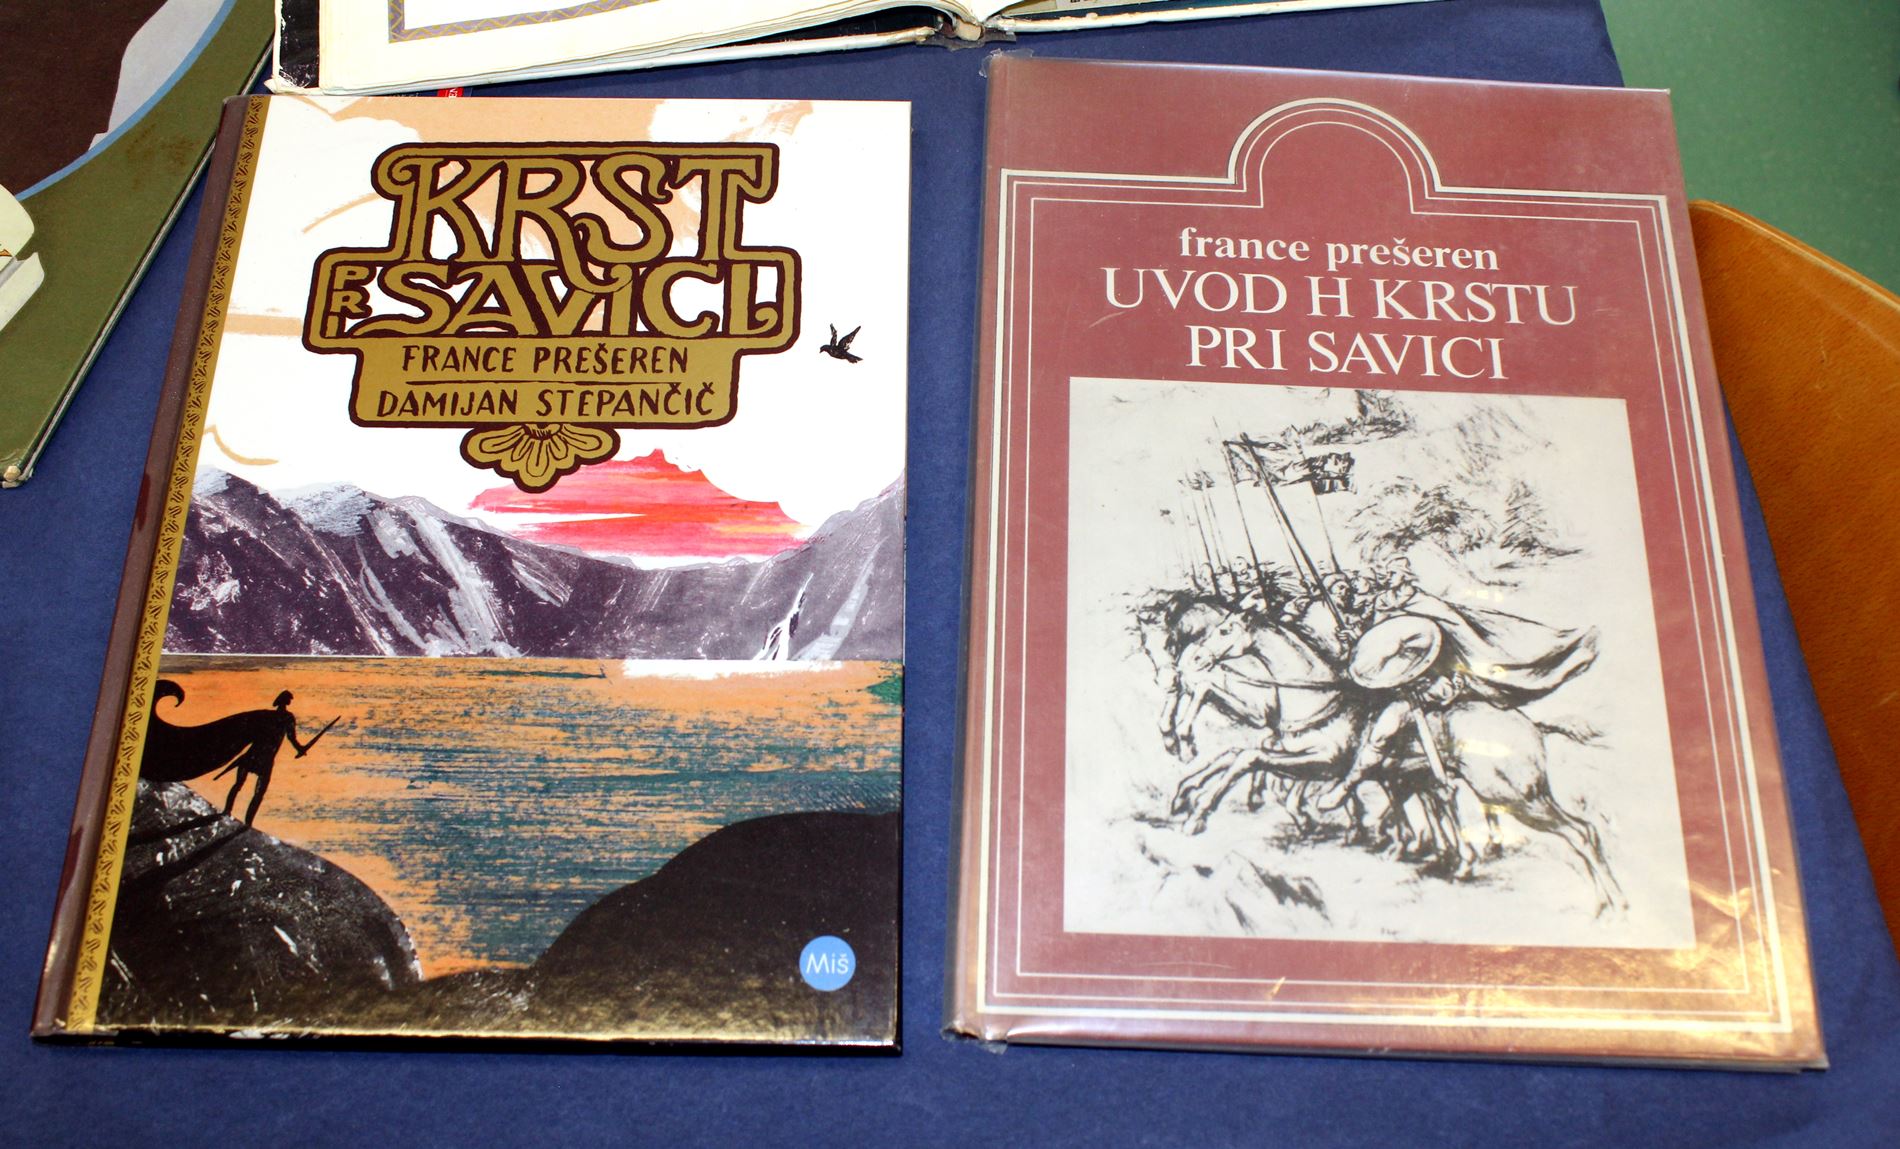 KRST
PRI SAVICI
FRANCE PREŠEREN
DAMIJAN STEPANČIČ
Miš
france prešeren
UVOD H KRSTU
PRI SAVICI